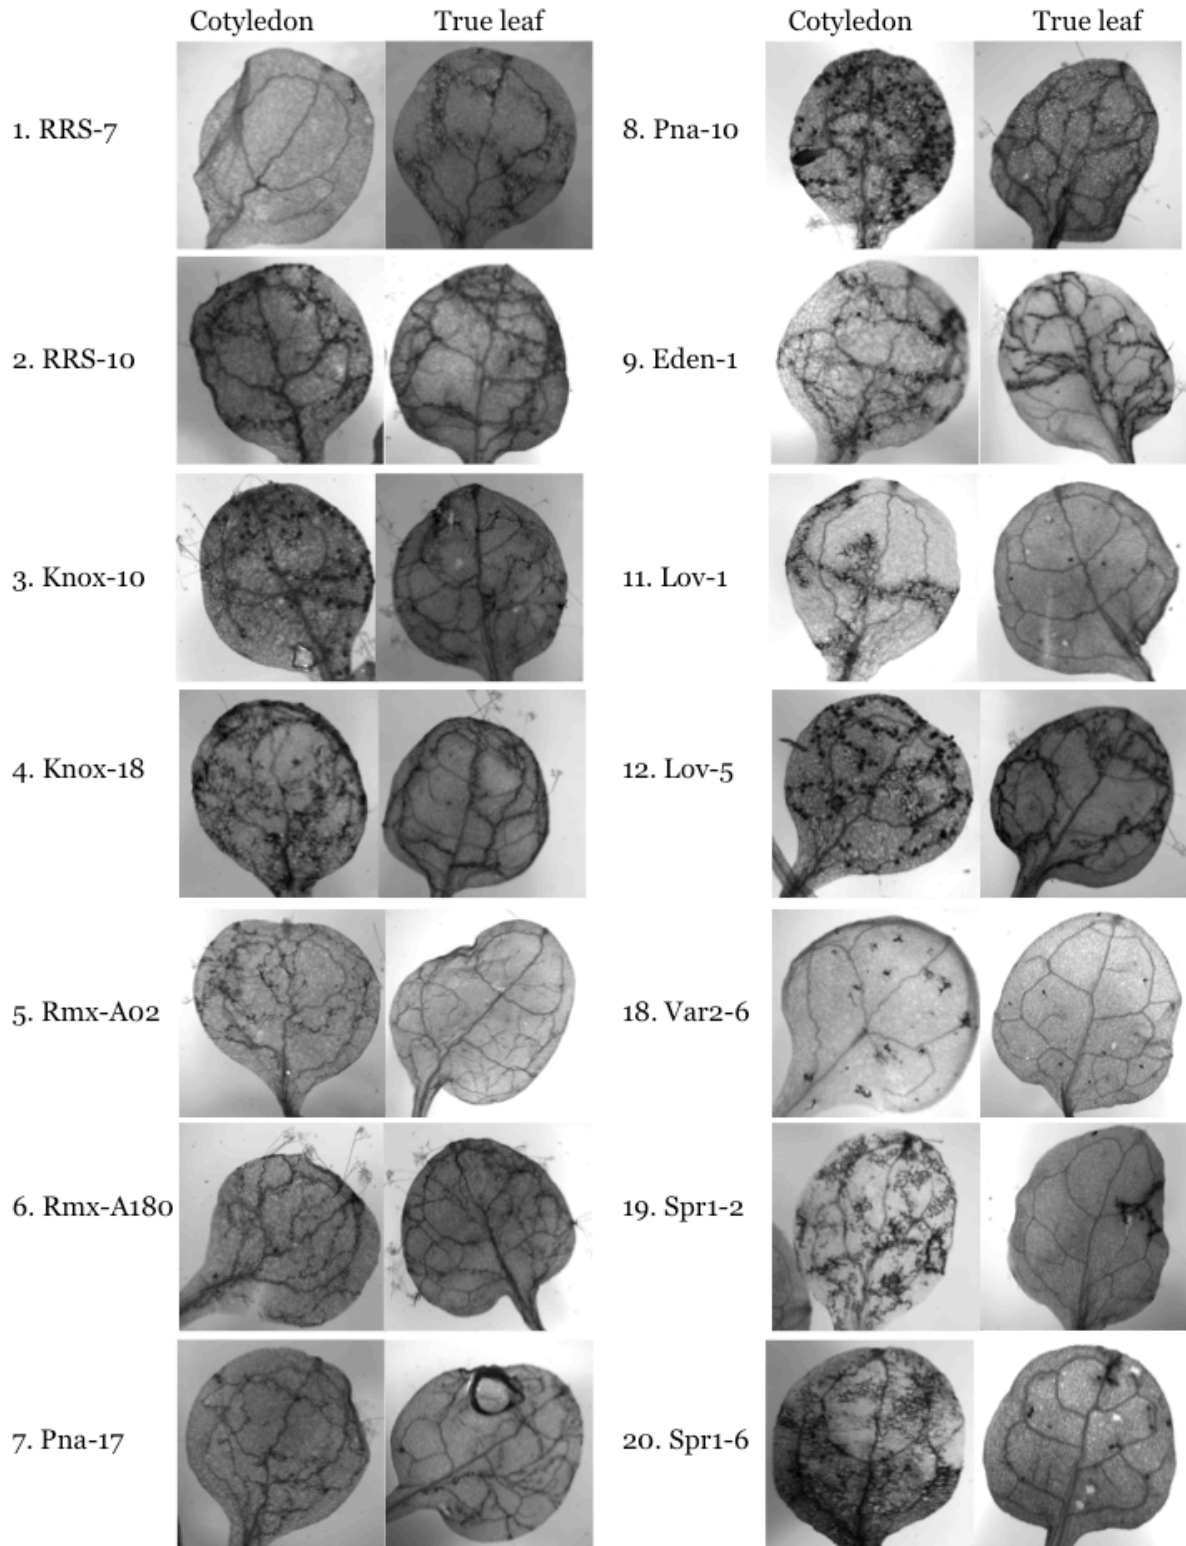 Cotyledon True leaf Cotyledon True leaf
1. RRS-7
8. Pna-10
2. RRS-10
9. Eden-1
3. Knox-10
11. Lov-1
4. Knox-18
12. Lov-5
5. Rmx-A02
18. Var2-6
6. Rmx-A180
19. Spr1-2
7. Pna-17
20. Spr1-6